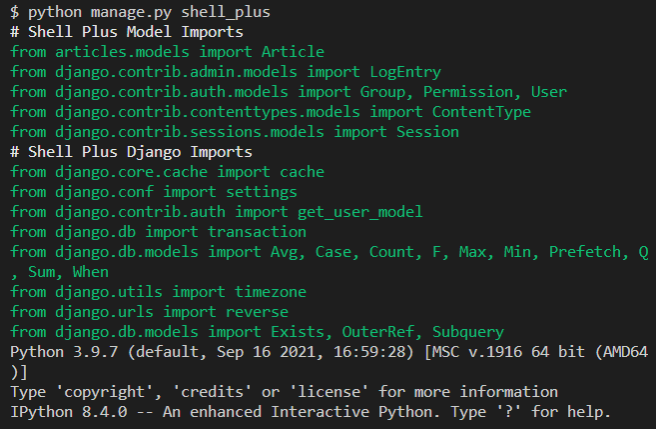 $ python manage.py shell_plus
# Shell Plus Model Imports
from articles.models import Article
from django.contrib.admin.models import LogEntry
from django.contrib.auth.models import Group, Permission, User
from django.contrib.contenttypes.models import ContentType
from django.contrib.sessions.models import Session
# Shell Plus Django Imports
from django.core.cache import cache
from django.conf import settings
from django.contrib.auth import get_user_model
from django.db import transaction
from django.db.models import Avg, Case, Count, F, Max, Min, Prefetch, Q
, Sum, When
from django.utils import timezone
from django.urls import reverse
from django.db.models import Exists, OuterRef, Subquery
Python 3.9.7 (default, Sep 16 2021, 16:59:28) [MSC v.1916 64 bit (AMD64
)]
Type 'copyright', 'credits' or 'license' for more information
IPython 8.4.0 -- An enhanced Interactive Python. Type '?' for help.